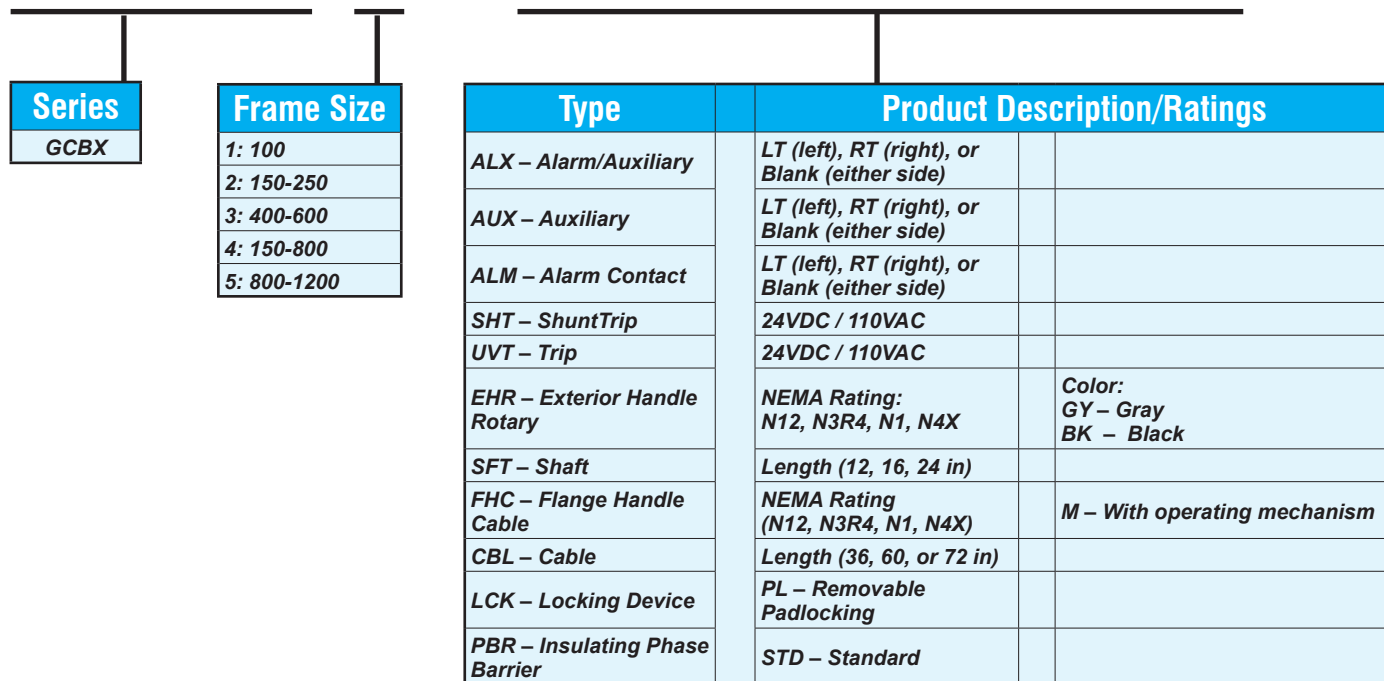 Series
GCBX
Frame Size
1: 100
2: 150-250
3: 400-600
4: 150-800
5: 800-1200
Type
Product Description/Ratings
ALX – Alarm/Auxiliary
LT (left), RT (right), or
Blank (either side)
AUX – Auxiliary
LT (left), RT (right), or
Blank (either side)
ALM – Alarm Contact
LT (left), RT (right), or
Blank (either side)
SHT – ShuntTrip
24VDC / 110VAC
UVT – Trip
24VDC / 110VAC
EHR – Exterior Handle
Rotary
NEMA Rating:
N12, N3R4, N1, N4X
Color:
GY – Gray
BK – Black
SFT – Shaft
Length (12, 16, 24 in)
FHC – Flange Handle
Cable
NEMA Rating
(N12, N3R4, N1, N4X)
M – With operating mechanism
CBL – Cable
Length (36, 60, or 72 in)
LCK – Locking Device
PL – Removable
Padlocking
PBR – Insulating Phase
Barrier
STD – Standard